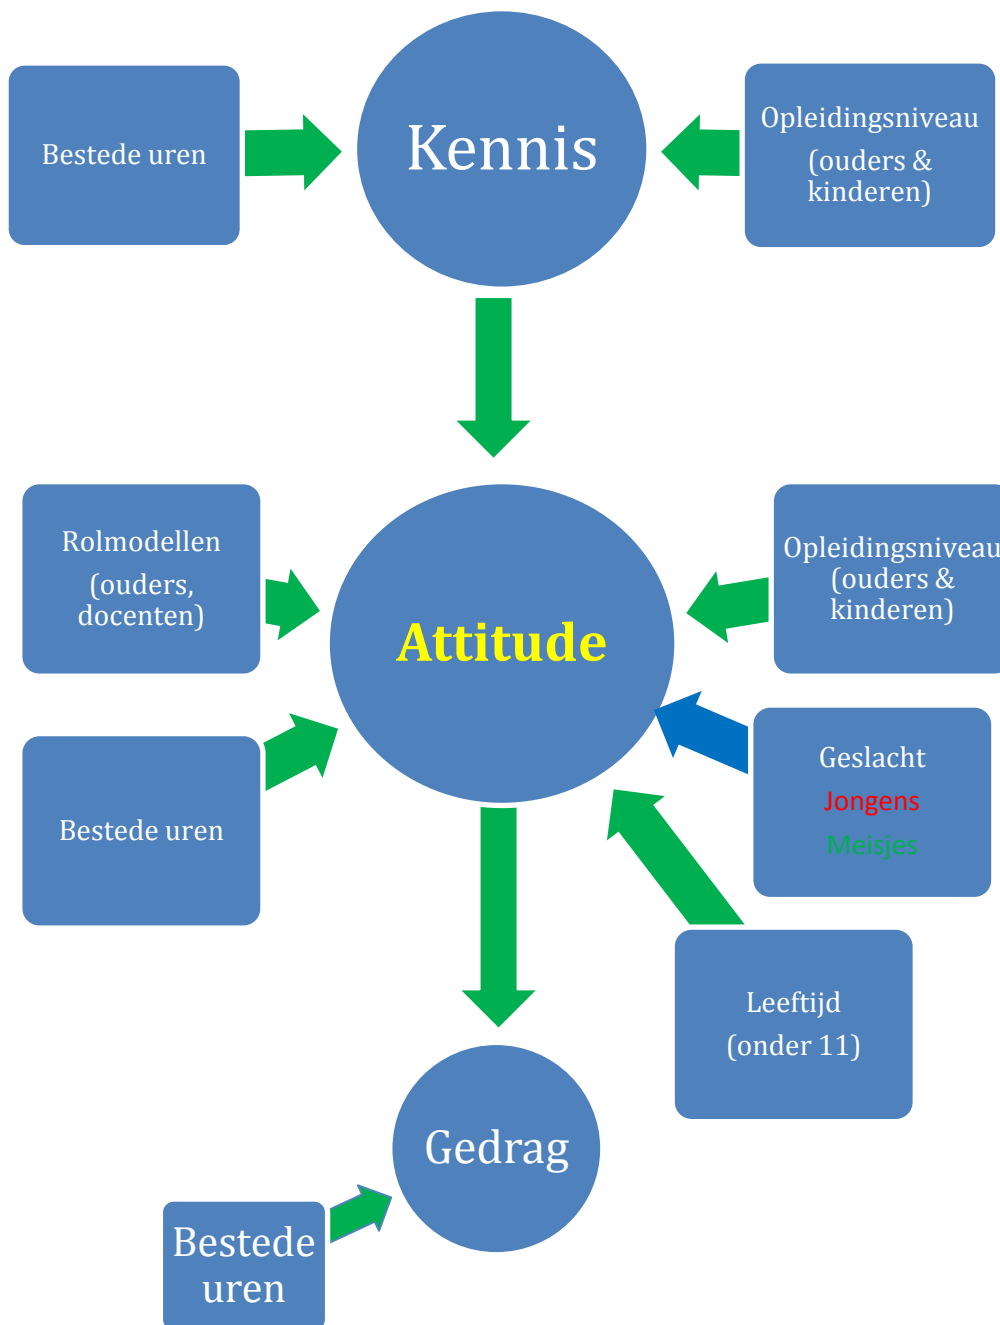 Bestede uren
Kennis
Opleidingsniveau
(ouders &
kinderen)
Rolmodellen
(ouders,
docenten)
Attitude
Opleidingsniveau
(ouders &
kinderen)
Bestede uren
Geslacht
Jongens
Meisjes
Leeftijd
(onder 11)
Gedrag
Bestede
uren